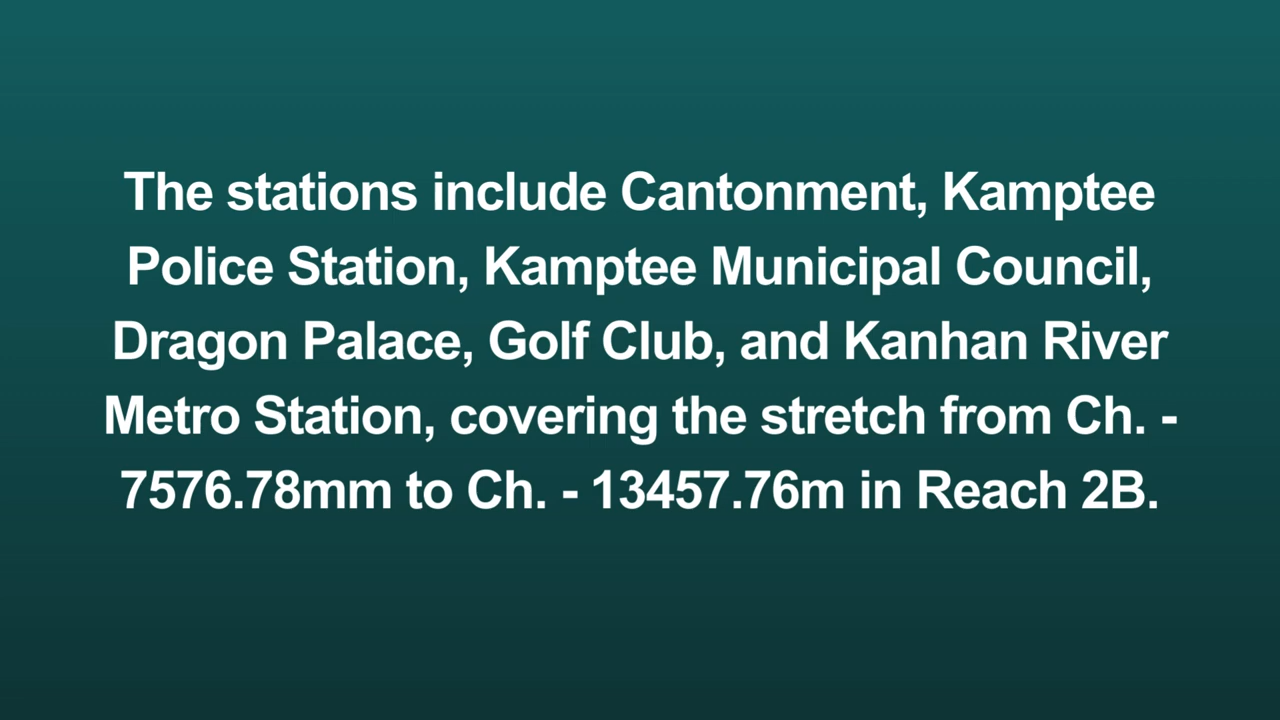 The stations include Cantonment, Kamptee
Police Station, Kamptee Municipal Council,
Dragon Palace, Golf Club, and Kanhan River
Metro Station, covering the stretch from Ch. -
7576.78mm to Ch. - 13457.76m in Reach 2B.